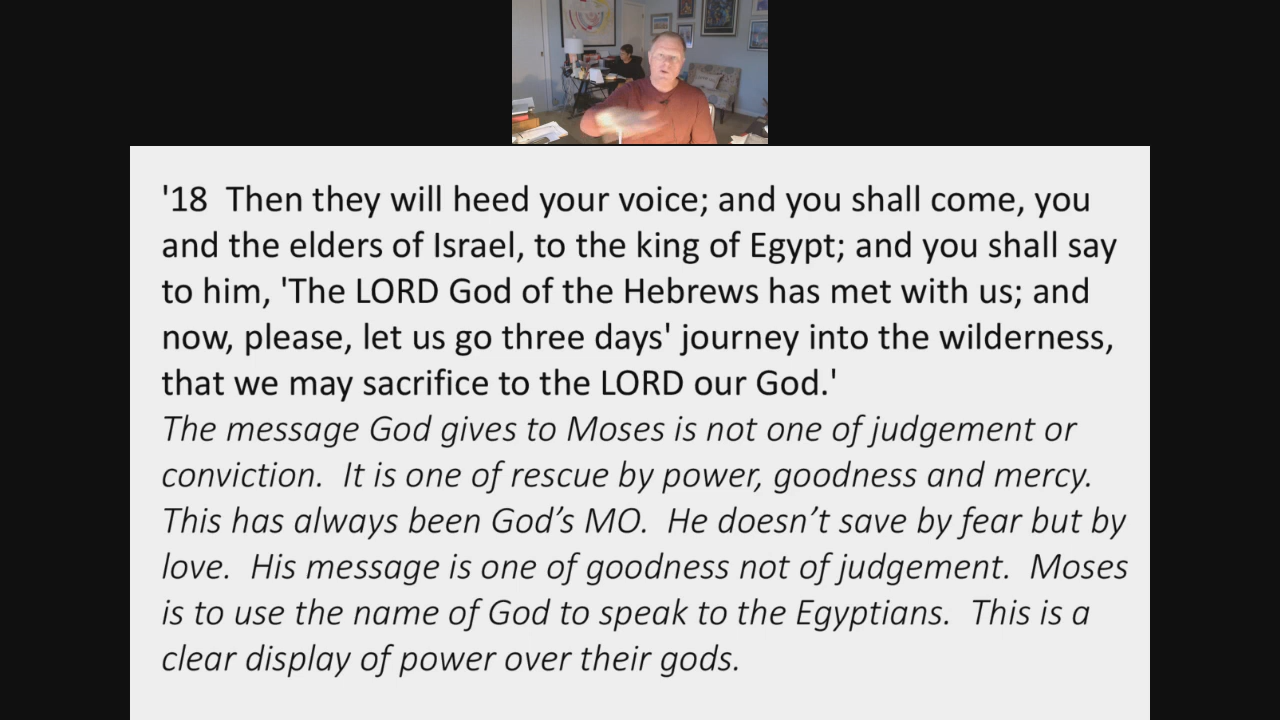 '18  Then they will heed your voice; and you shall come, you
and the elders of Israel, to the king of Egypt; and you shall say
to him, 'The LORD God of the Hebrews has met with us; and
now, please, let us go three days' journey into the wilderness,
that we may sacrifice to the LORD our God.'
The message God gives to Moses is not one of judgement or
conviction.  It is one of rescue by power, goodness and mercy.
This has always been God’s MO.  He doesn’t save by fear but by
love.  His message is one of goodness not of judgement.  Moses
is to use the name of God to speak to the Egyptians.  This is a
clear display of power over their gods.